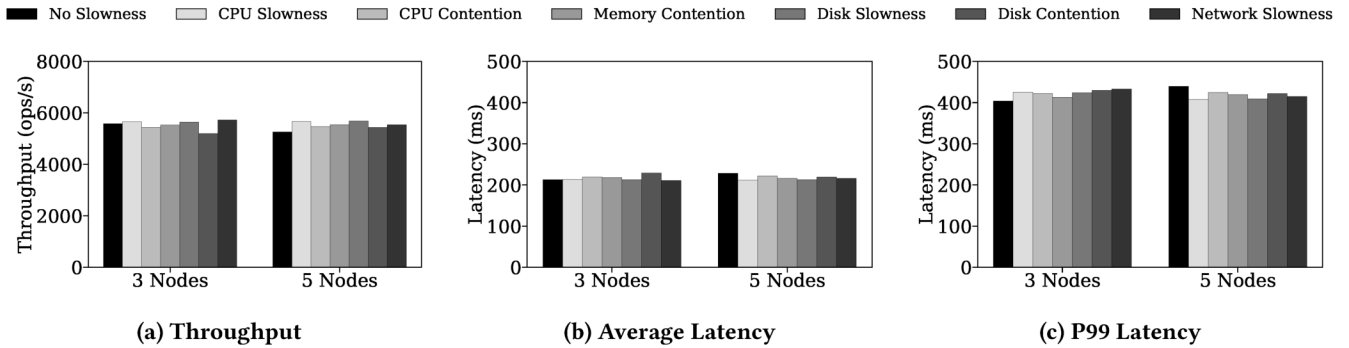 No Slowness CPU Slowness CPU Contention Memory Contention Disk Slowness Disk Contention Network Slowness
Throughput (ops/s)
8000
6000
4000
2000
0
3 Nodes 5 Nodes
(a) Throughput
Latency (ms)
500
400
300
200
100
0
3 Nodes 5 Nodes
(b) Average Latency
Latency (ms)
500
400
300
200
100
0
3 Nodes 5 Nodes
(c) P99 Latency